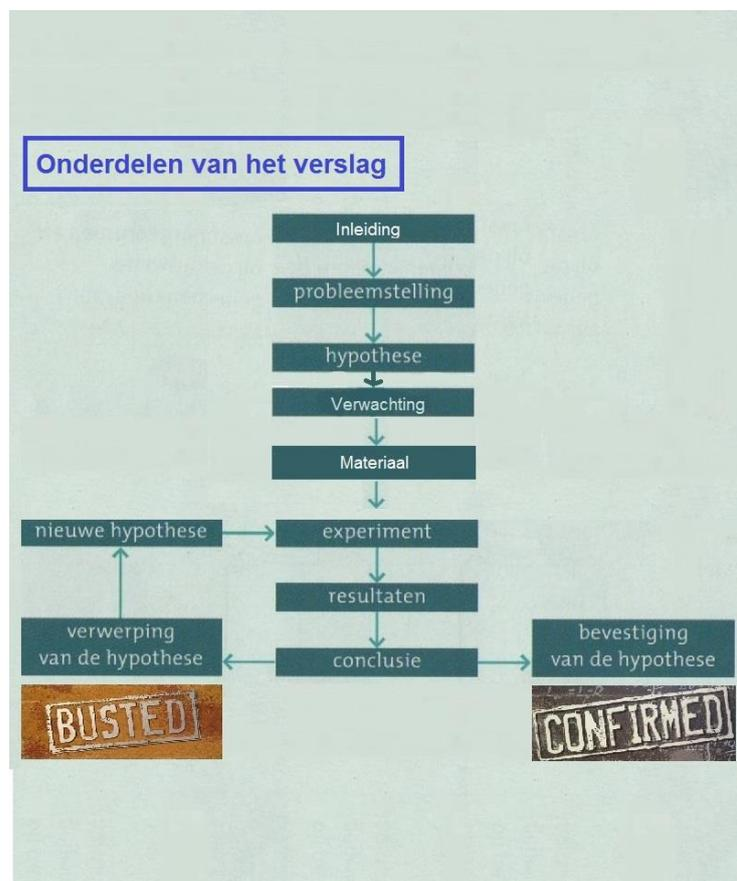 Onderdelen van het verslag
Inleiding
probleemstelling
hypothese
Verwachting
Materiaal
nieuwe hypothese
experiment
resultaten
verwerping
van de hypothese
conclusie
bevestiging
van de hypothese
BUSTED
CONFIRMED